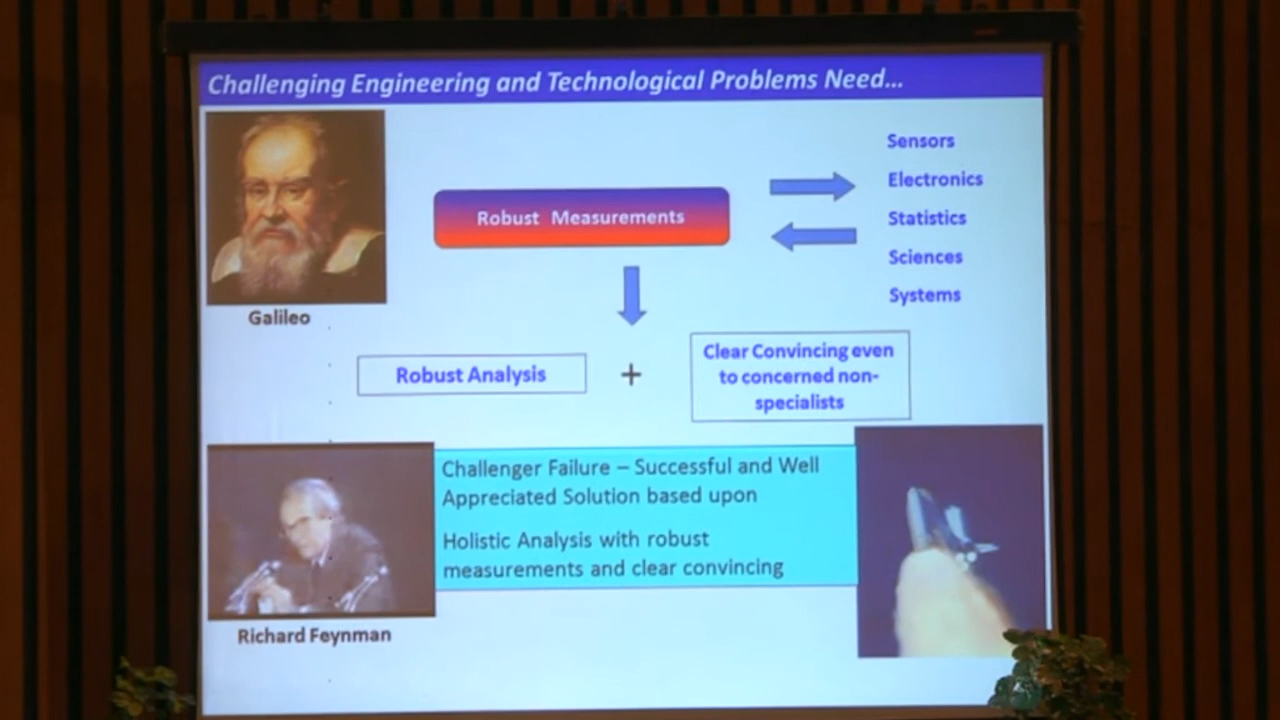 Challenging Engineering and Technological Problems Need...
Sensors
Electronics
Robust Measurements
Statistics
Sciences
Systems
Galileo
Robust Analysis
+
Clear Convincing even
to concerned non-
specialists
Challenger Failure – Successful and Well
Appreciated Solution based upon
Holistic Analysis with robust
measurements and clear convincing
Richard Feynman